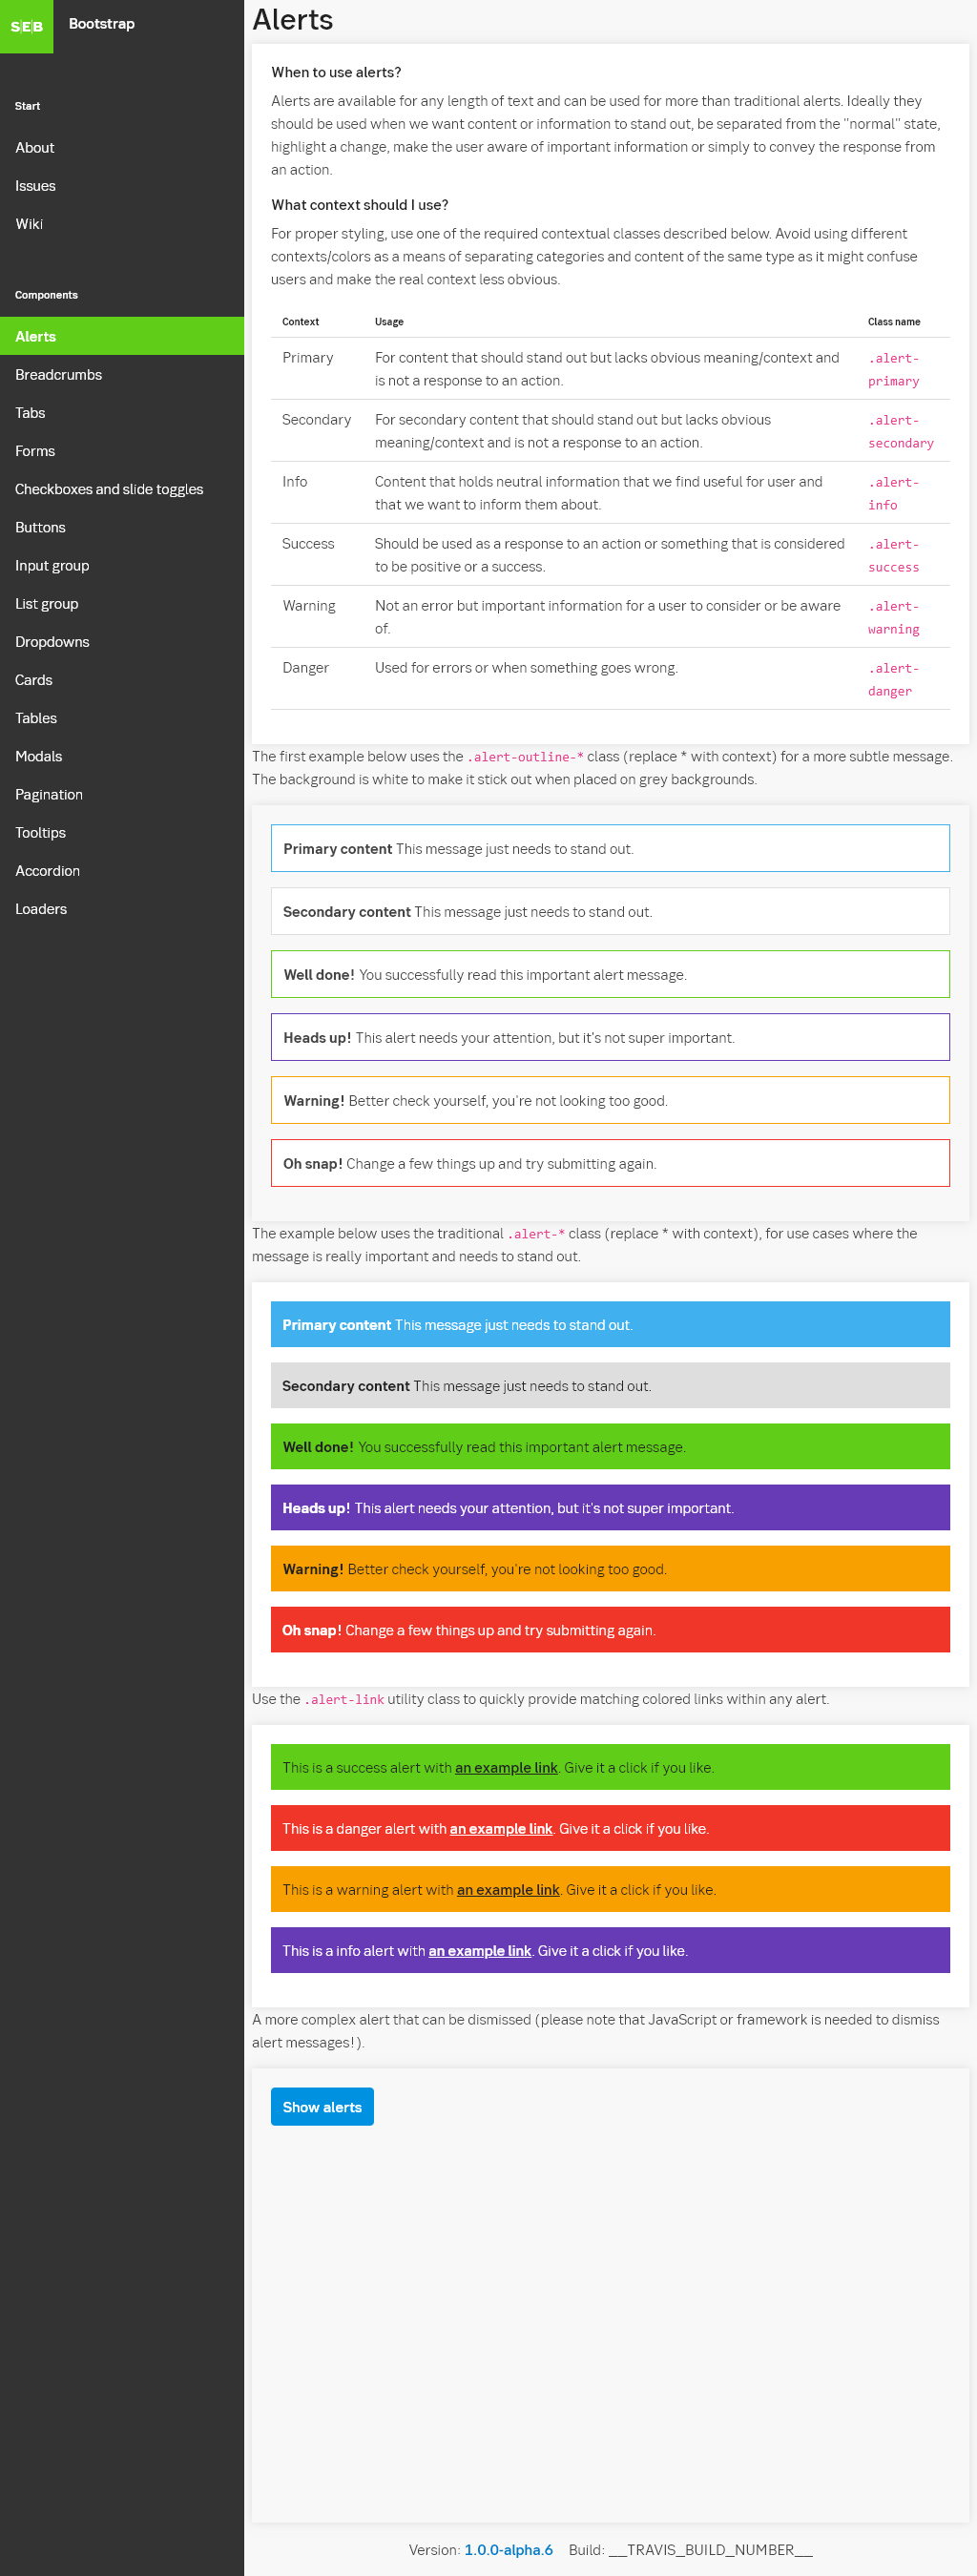 SEB
Bootstrap
Start
About
Issues
Wiki
Components
Alerts
Breadcrumbs
Tabs
Forms
Checkboxes and slide toggles
Buttons
Input group
List group
Dropdowns
Cards
Tables
Modals
Pagination
Tooltips
Accordion
Loaders
Alerts
When to use alerts?
Alerts are available for any length of text and can be used for more than traditional alerts. Ideally they
should be used when we want content or information to stand out, be separated from the "normal" state,
highlight a change, make the user aware of important information or simply to convey the response from
an action.
What context should I use?
For proper styling, use one of the required contextual classes described below. Avoid using different
contexts/colors as a means of separating categories and content of the same type as it might confuse
users and make the real context less obvious.
Context Usage Class name
Primary For content that should stand out but lacks obvious meaning/context and .alert-
is not a response to an action. primary
Secondary For secondary content that should stand out but lacks obvious .alert-
meaning/context and is not a response to an action. secondary
Info Content that holds neutral information that we find useful for user and .alert-
that we want to inform them about. info
Success Should be used as a response to an action or something that is considered .alert-
to be positive or a success. success
Warning Not an error but important information for a user to consider or be aware .alert-
of. warning
Danger Used for errors or when something goes wrong. .alert-
danger
The first example below uses the .alert-outline-* class (replace * with context) for a more subtle message.
The background is white to make it stick out when placed on grey backgrounds.
Primary content This message just needs to stand out.
Secondary content This message just needs to stand out.
Well done! You successfully read this important alert message.
Heads up! This alert needs your attention, but it's not super important.
Warning! Better check yourself, you're not looking too good.
Oh snap! Change a few things up and try submitting again.
The example below uses the traditional .alert-* class (replace * with context), for use cases where the
message is really important and needs to stand out.
Primary content This message just needs to stand out.
Secondary content This message just needs to stand out.
Well done! You successfully read this important alert message.
Heads up! This alert needs your attention, but it's not super important.
Warning! Better check yourself, you're not looking too good.
Oh snap! Change a few things up and try submitting again.
Use the .alert-link utility class to quickly provide matching colored links within any alert.
This is a success alert with an example link. Give it a click if you like.
This is a danger alert with an example link. Give it a click if you like.
This is a warning alert with an example link. Give it a click if you like.
This is a info alert with an example link. Give it a click if you like.
A more complex alert that can be dismissed (please note that JavaScript or framework is needed to dismiss
alert messages!).
Show alerts
Version: 1.0.0-alpha.6 Build: __TRAVIS_BUILD_NUMBER__